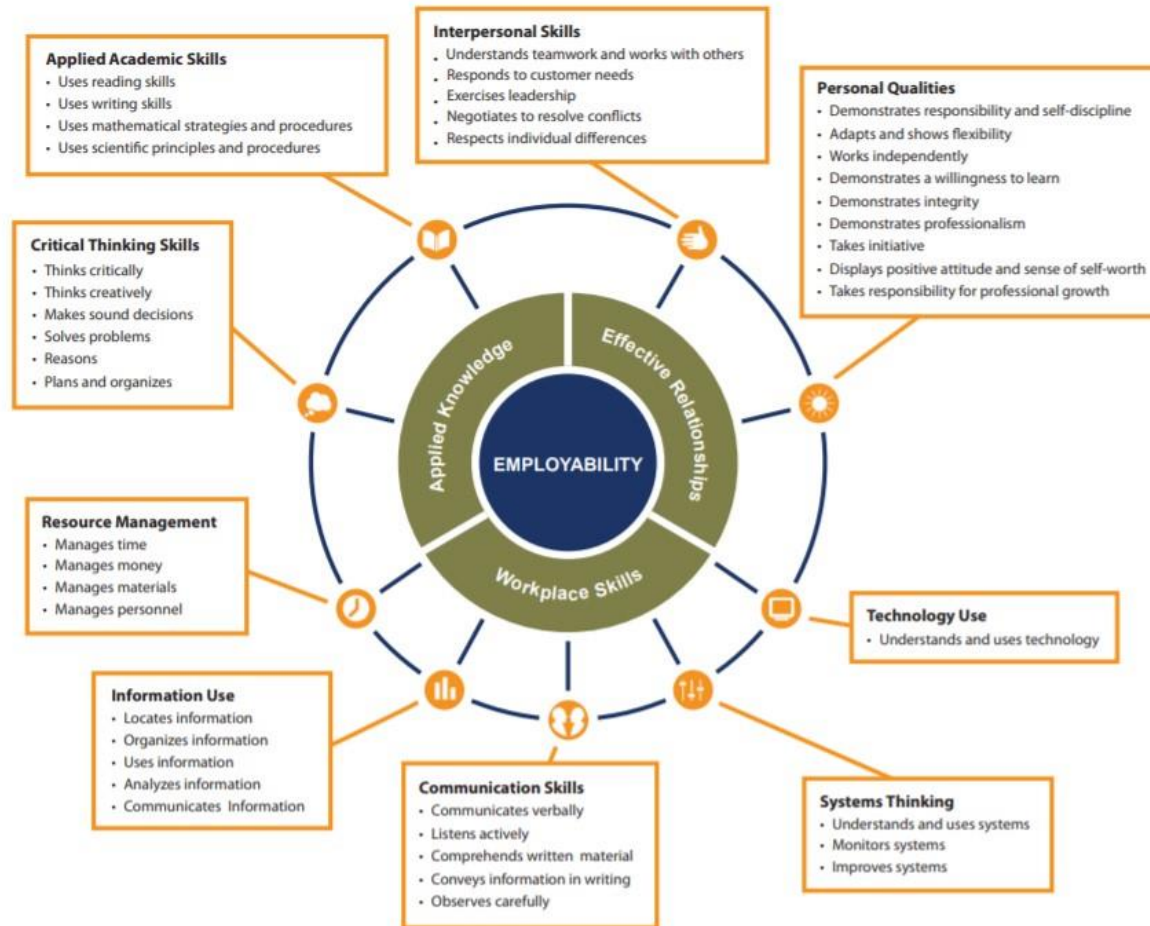 Applied Academic Skills
• Uses reading skills
• Uses writing skills
• Uses mathematical strategies and procedures
• Uses scientific principles and procedures
Interpersonal Skills
• Understands teamwork and works with others
• Responds to customer needs
• Exercises leadership
• Negotiates to resolve conflicts
• Respects individual differences
Personal Qualities
• Demonstrates responsibility and self-discipline
• Adapts and shows flexibility
• Works independently
• Demonstrates a willingness to learn
• Demonstrates integrity
• Demonstrates professionalism
• Takes initiative
• Displays positive attitude and sense of self-worth
• Takes responsibility for professional growth
Critical Thinking Skills
• Thinks critically
• Thinks creatively
• Makes sound decisions
• Solves problems
• Reasons
• Plans and organizes
Applied Knowledge
Effective Relationships
EMPLOYABILITY
Workplace Skills
Resource Management
• Manages time
• Manages money
• Manages materials
• Manages personnel
Technology Use
• Understands and uses technology
Information Use
• Locates information
• Organizes information
• Uses information
• Analyzes information
• Communicates Information
Communication Skills
• Communicates verbally
• Listens actively
• Comprehends written material
• Conveys information in writing
• Observes carefully
Systems Thinking
• Understands and uses systems
• Monitors systems
• Improves systems